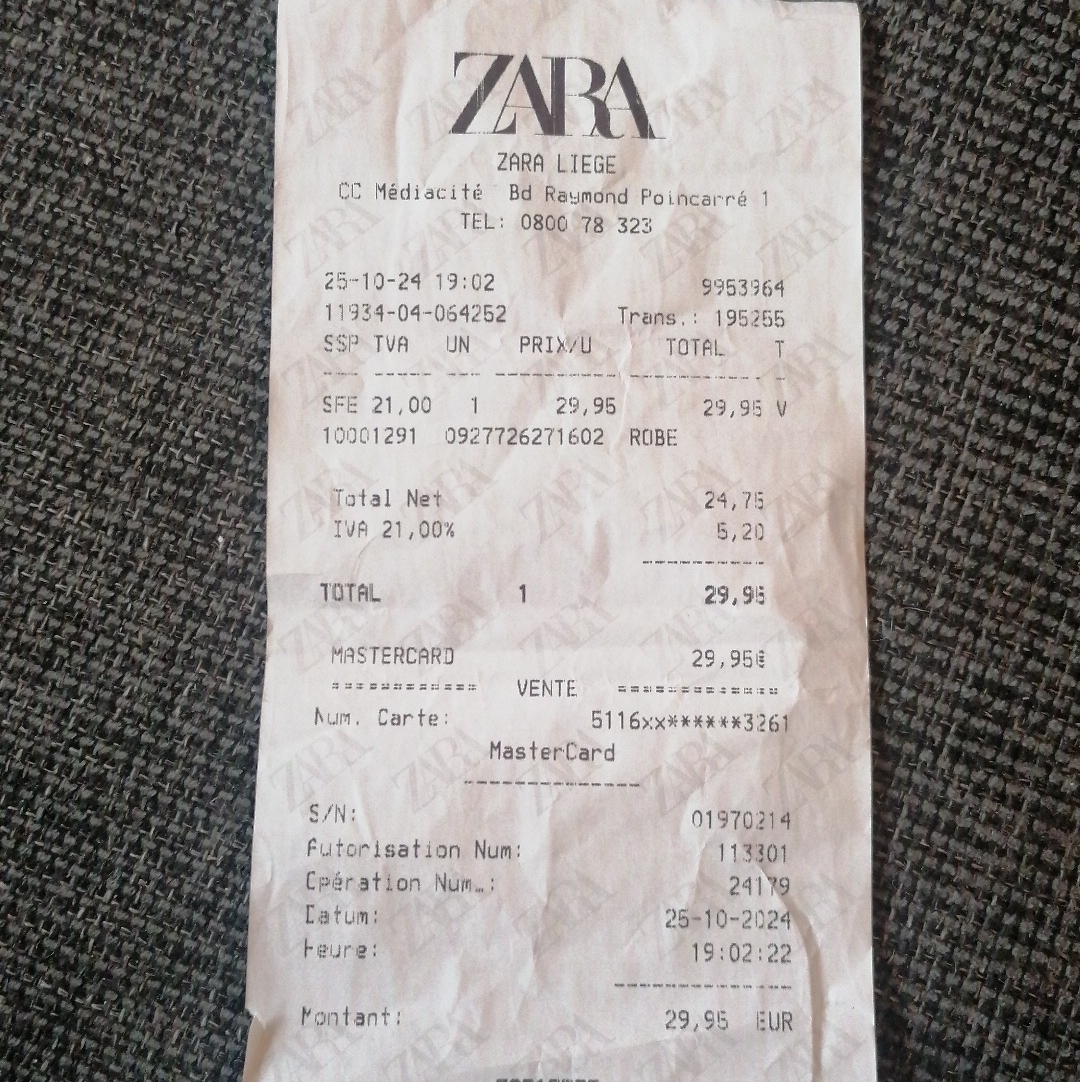 ZARA
ZARA LIEGE
CC Médiacité Bd Raymond Poincarré 1
TEL: 0800 78 323
25-10-24 19:02 9953964
11934-04-064252 Trans.: 195255
SSP TVA UN PRIX/U TOTAL T
--- ----- --- ---------- ----------- -
SFE 21,00 1 29,95 29,95 V
10001291 0927726271602 ROBE
Total Net 24,75
IVA 21,00% 5,20
----------
TOTAL 1 29,95
MASTERCARD 29,95€
============ VENTE =============
Num. Carte: 5116xx******3261
MasterCard
--------------
S/N: 01970214
Autorisation Num: 113301
Opération Num.: 24179
Datum: 25-10-2024
Heure: 19:02:22
--------------
Montant: 29,95 EUR